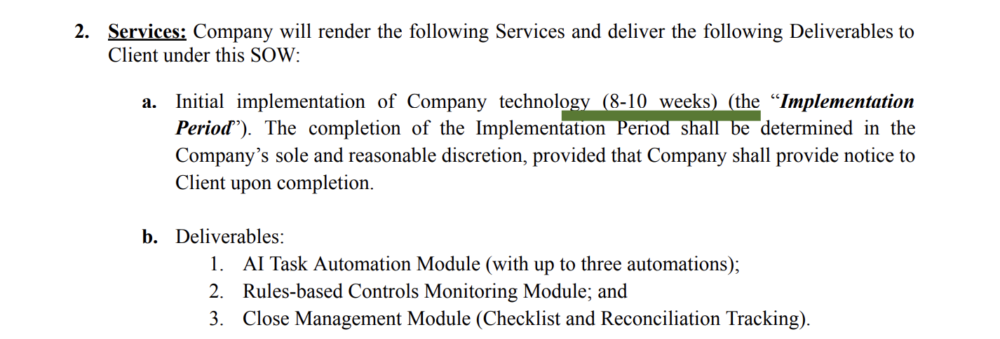 2. Services: Company will render the following Services and deliver the following Deliverables to
Client under this SOW:
a. Initial implementation of Company technology (8-10 weeks) (the “Implementation
Period”). The completion of the Implementation Period shall be determined in the
Company’s sole and reasonable discretion, provided that Company shall provide notice to
Client upon completion.
b. Deliverables:
1. AI Task Automation Module (with up to three automations);
2. Rules-based Controls Monitoring Module; and
3. Close Management Module (Checklist and Reconciliation Tracking).